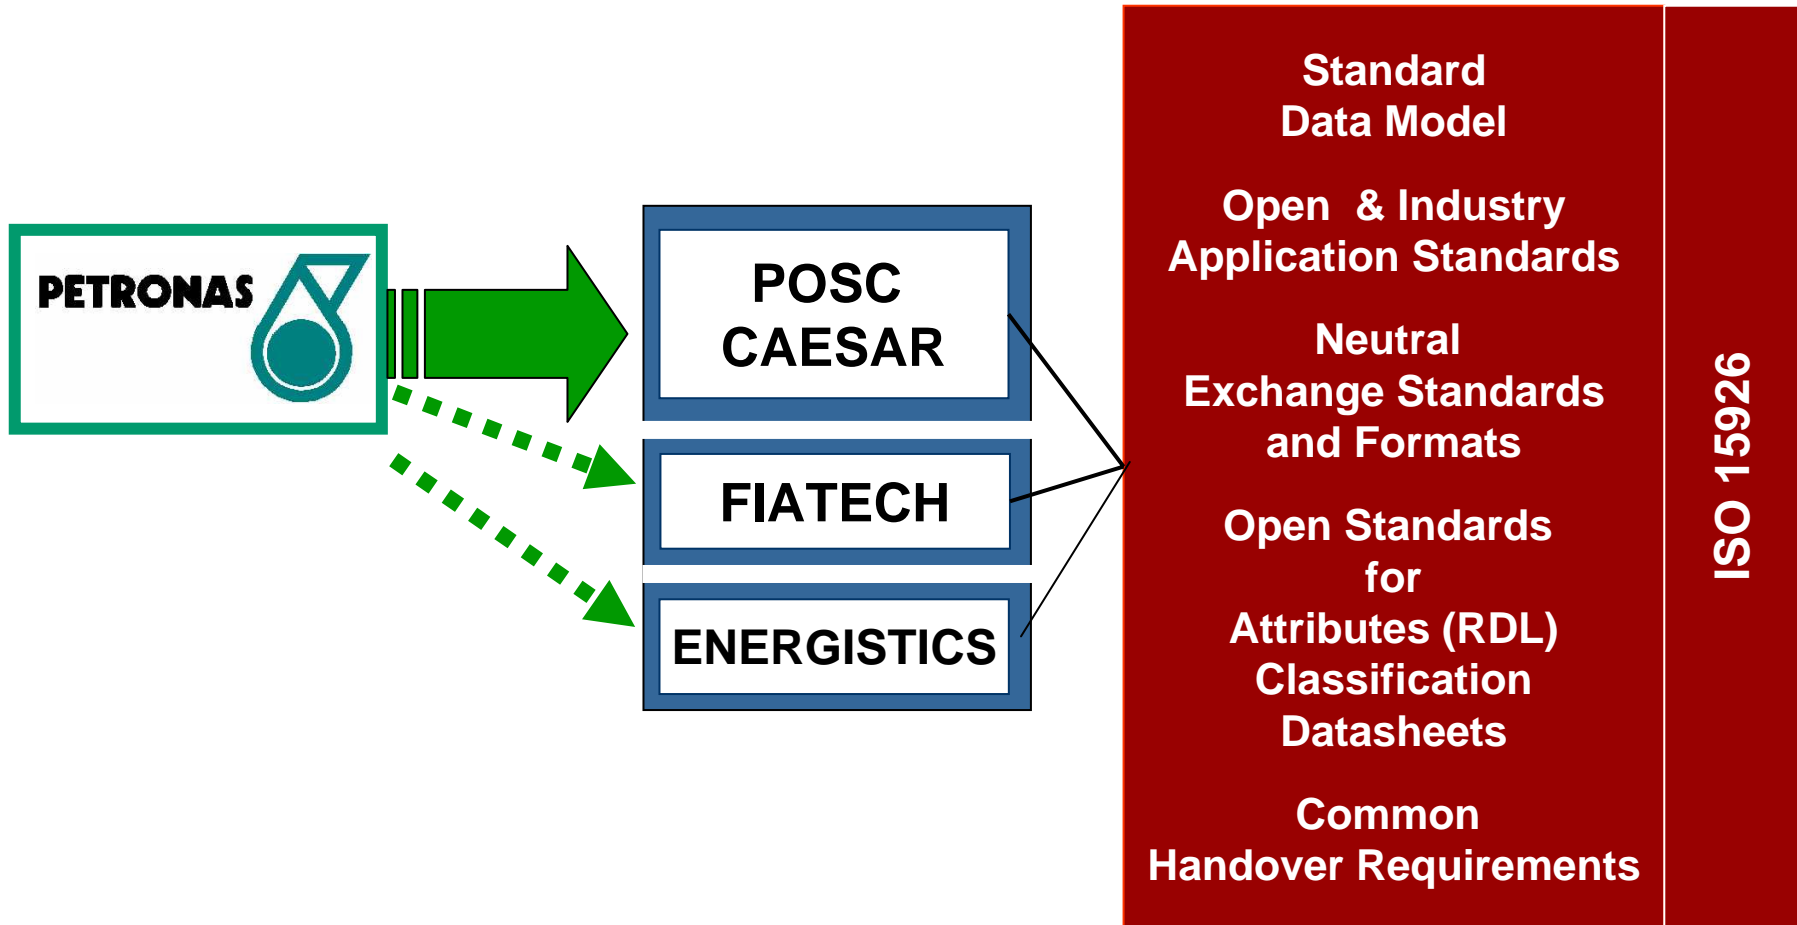 PETRONAS
POSC
CAESAR
FIATECH
ENERGISTICS
Standard
Data Model
Open & Industry
Application Standards
Neutral
Exchange Standards
and Formats
Open Standards
for
Attributes (RDL)
Classification
Datasheets
Common
Handover Requirements
ISO 15926